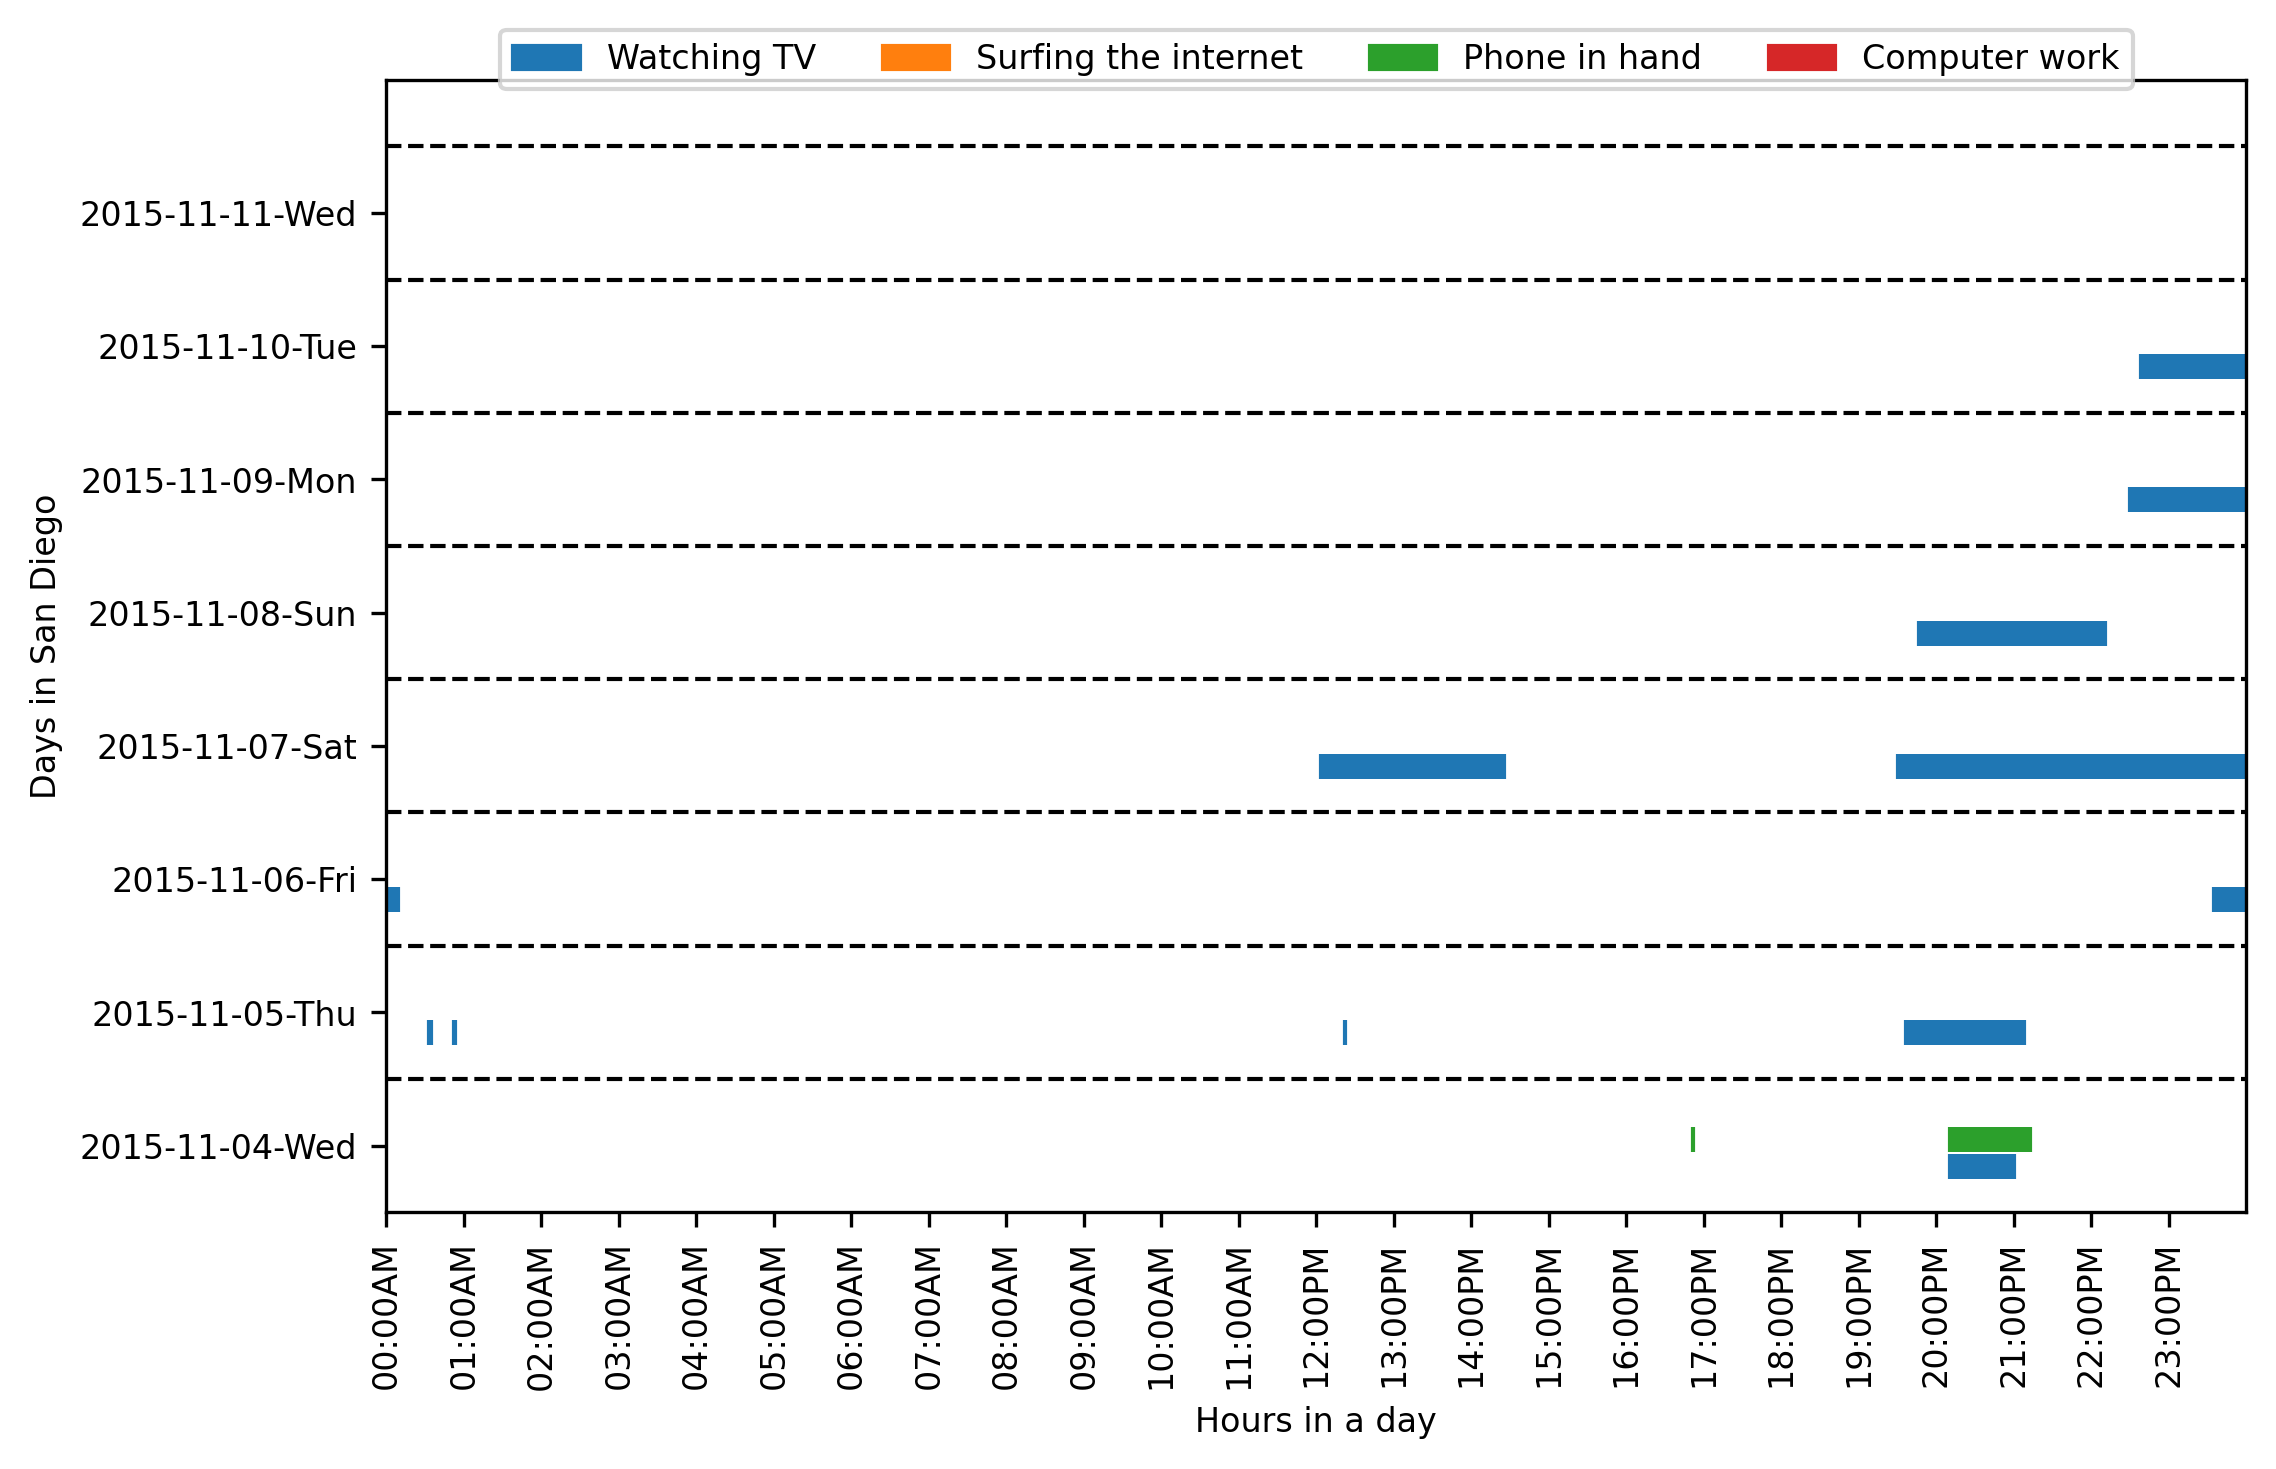 Watching TV
Surfing the internet
Phone in hand
Computer work
2015-11-11-Wed
2015-11-10-Tue
2015-11-09-Mon
2015-11-08-Sun
2015-11-07-Sat
2015-11-06-Fri
2015-11-05-Thu
2015-11-04-Wed
Days in San Diego
00:00AM
01:00AM
02:00AM
03:00AM
04:00AM
05:00AM
06:00AM
07:00AM
08:00AM
09:00AM
10:00AM
11:00AM
12:00PM
13:00PM
14:00PM
15:00PM
16:00PM
17:00PM
18:00PM
19:00PM
20:00PM
21:00PM
22:00PM
23:00PM
Hours in a day